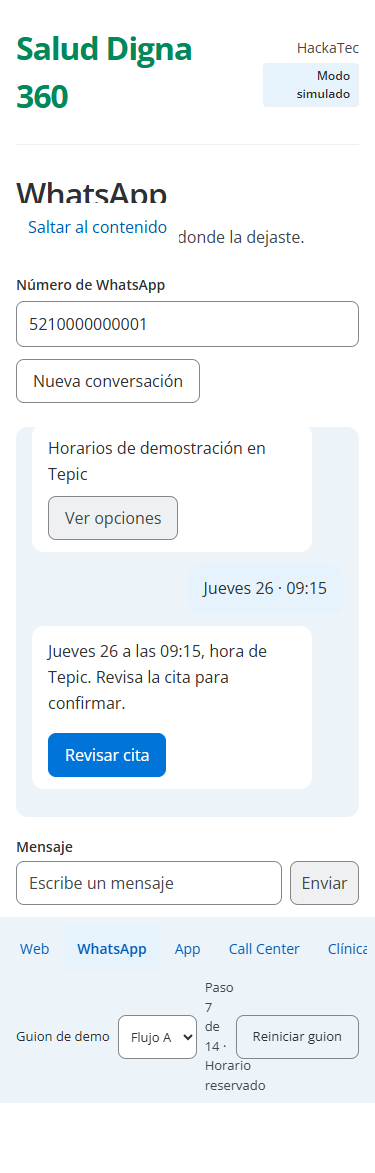 Salud Digna
360
HackaTec
Modo
simulado
WhatsApp
Saltar al contenido
donde la dejaste.
Número de WhatsApp
5210000000001
Nueva conversación
Horarios de demostración en
Tepic
Ver opciones
Jueves 26 · 09:15
Jueves 26 a las 09:15, hora de
Tepic. Revisa la cita para
confirmar.
Revisar cita
Mensaje
Escribe un mensaje
Enviar
Web
WhatsApp
App
Call Center
Clínica
Guion de demo
Flujo A
Paso
7
de
14 ·
Horario
reservado
Reiniciar guion